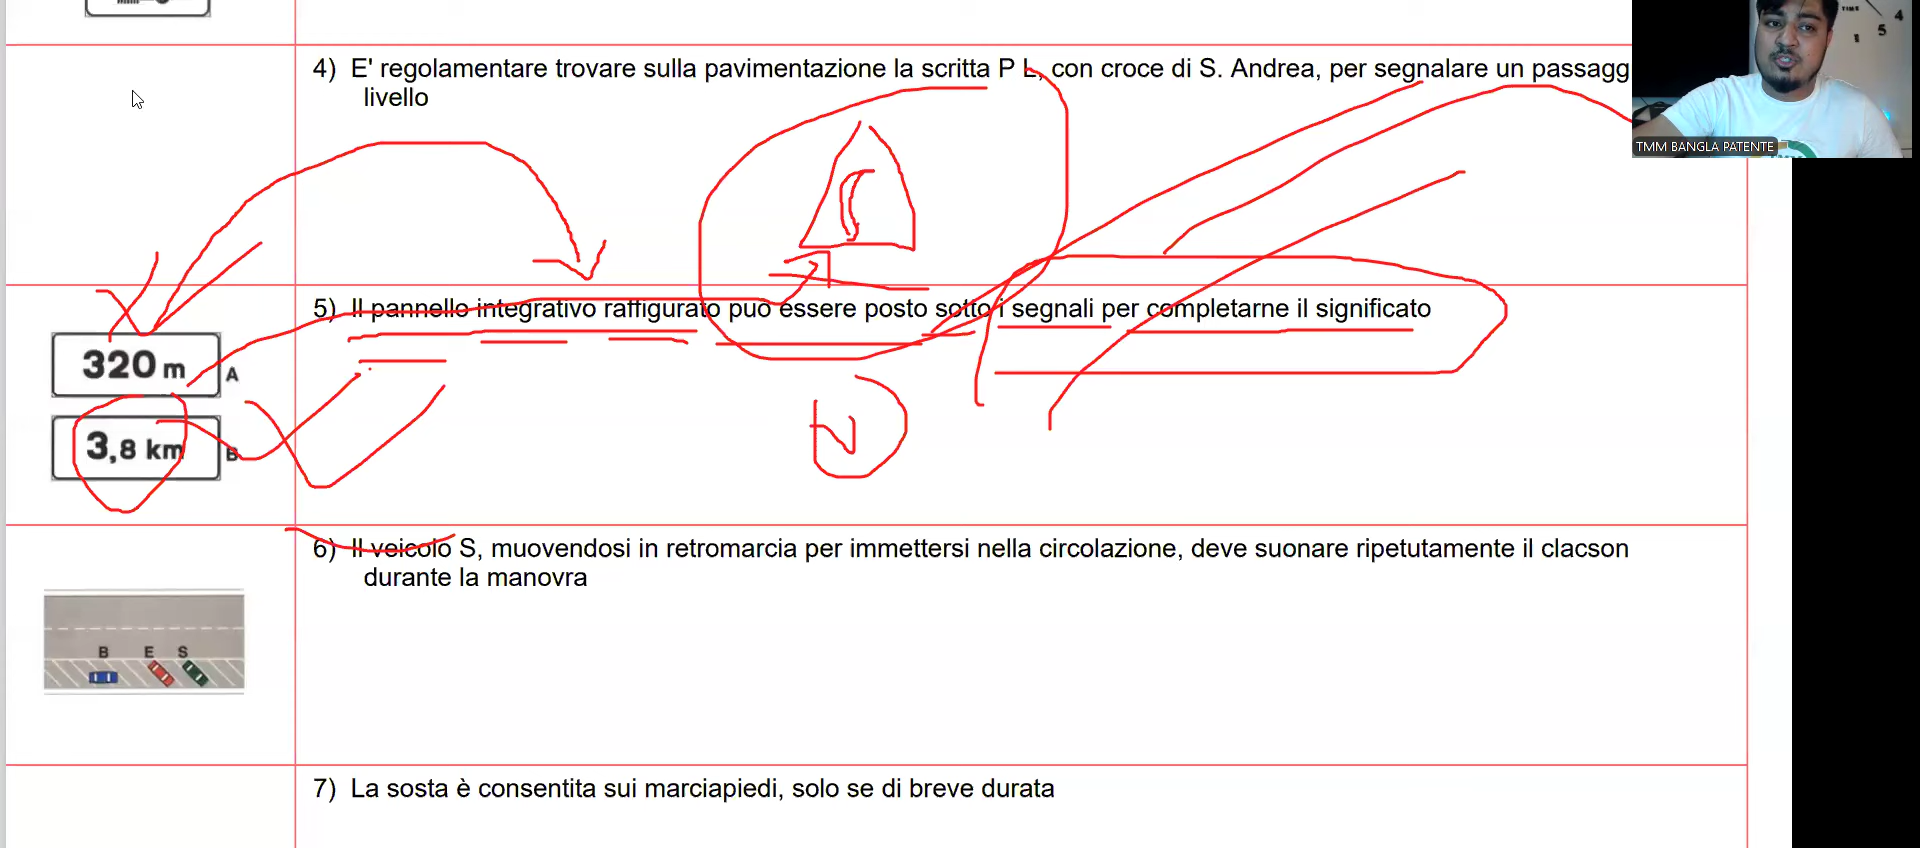 4) E' regolamentare trovare sulla pavimentazione la scritta P L, con croce di S. Andrea, per segnalare un passagg
livello
5) Il pannello integrativo raffigurato può essere posto sotto i segnali per completarne il significato
320 m
A
3,8 km
B
6) Il veicolo S, muovendosi in retromarcia per immettersi nella circolazione, deve suonare ripetutamente il clacson
durante la manovra
B E S
7) La sosta è consentita sui marciapiedi, solo se di breve durata
TIME
4
5
TMM BANGLA PATENTE